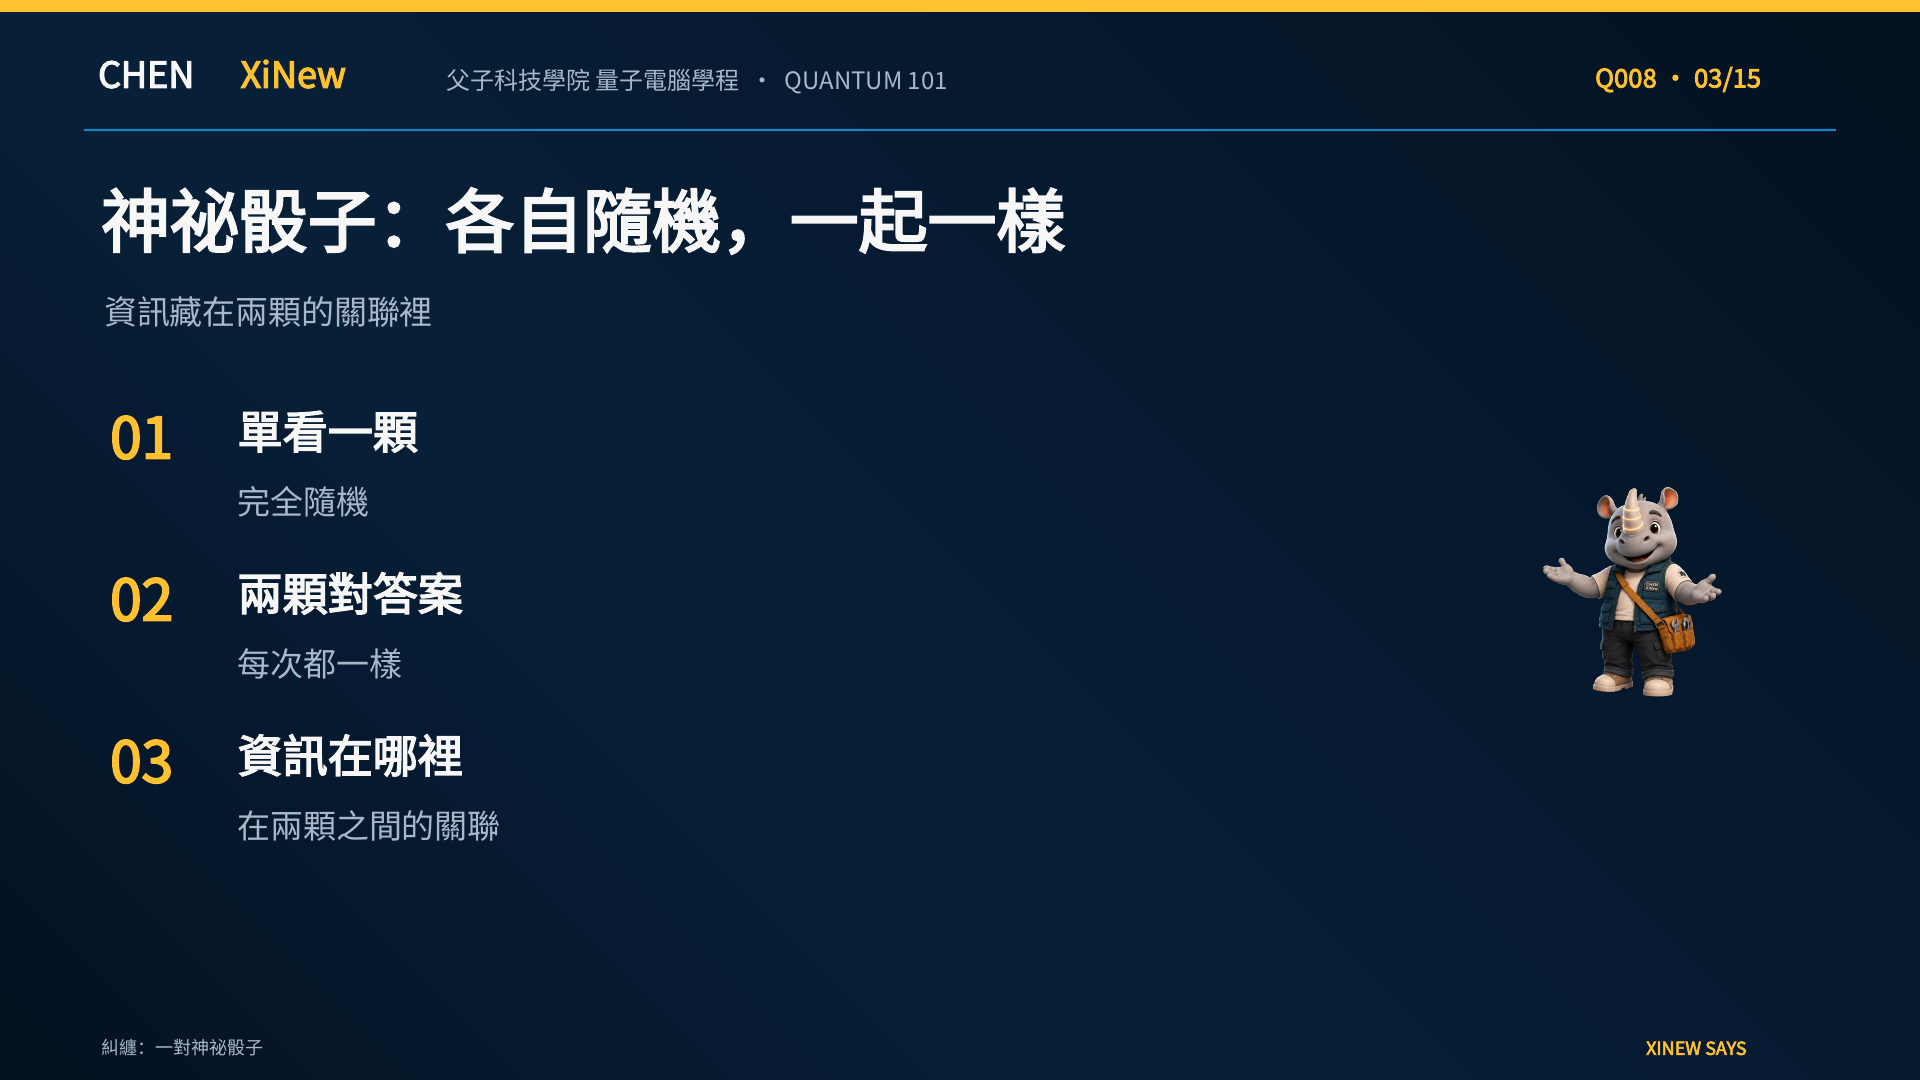 CHEN XiNew 父子科技學院 量子電腦學程 • QUANTUM 101 Q008 • 03/15
神祕骰子：各自隨機，一起一樣
資訊藏在兩顆的關聯裡
01 單看一顆
完全隨機
02 兩顆對答案
每次都一樣
03 資訊在哪裡
在兩顆之間的關聯
糾纏：一對神祕骰子 XINEW SAYS